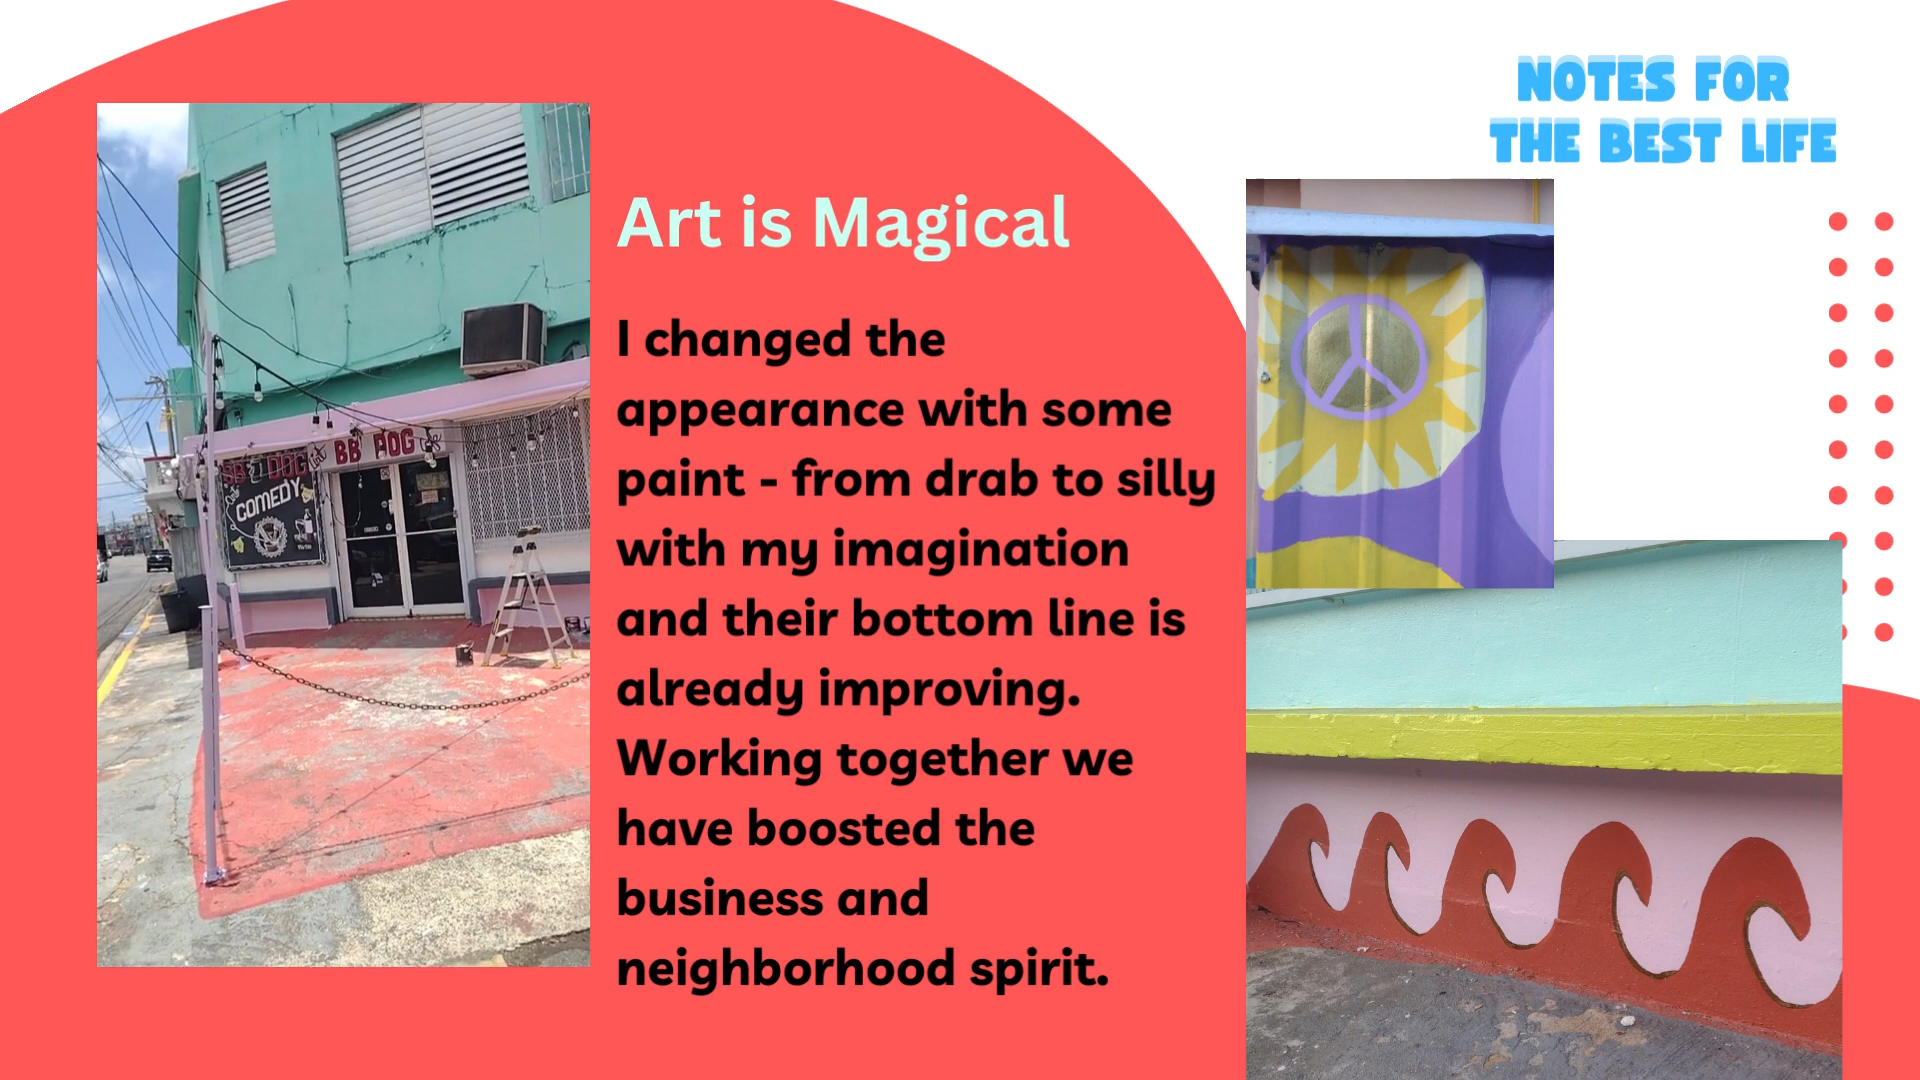 NOTES FOR
THE BEST LIFE
Art is Magical
I changed the
appearance with some
paint - from drab to silly
with my imagination
and their bottom line is
already improving.
Working together we
have boosted the
business and
neighborhood spirit.
BB DOG
BB DOG
COMEDY